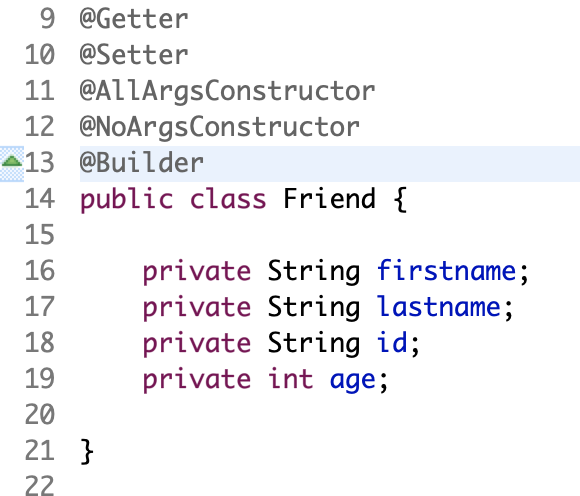 9 @Getter
10 @Setter
11 @AllArgsConstructor
12 @NoArgsConstructor
13 @Builder
14 public class Friend {
15
16     private String firstname;
17     private String lastname;
18     private String id;
19     private int age;
20
21 }
22